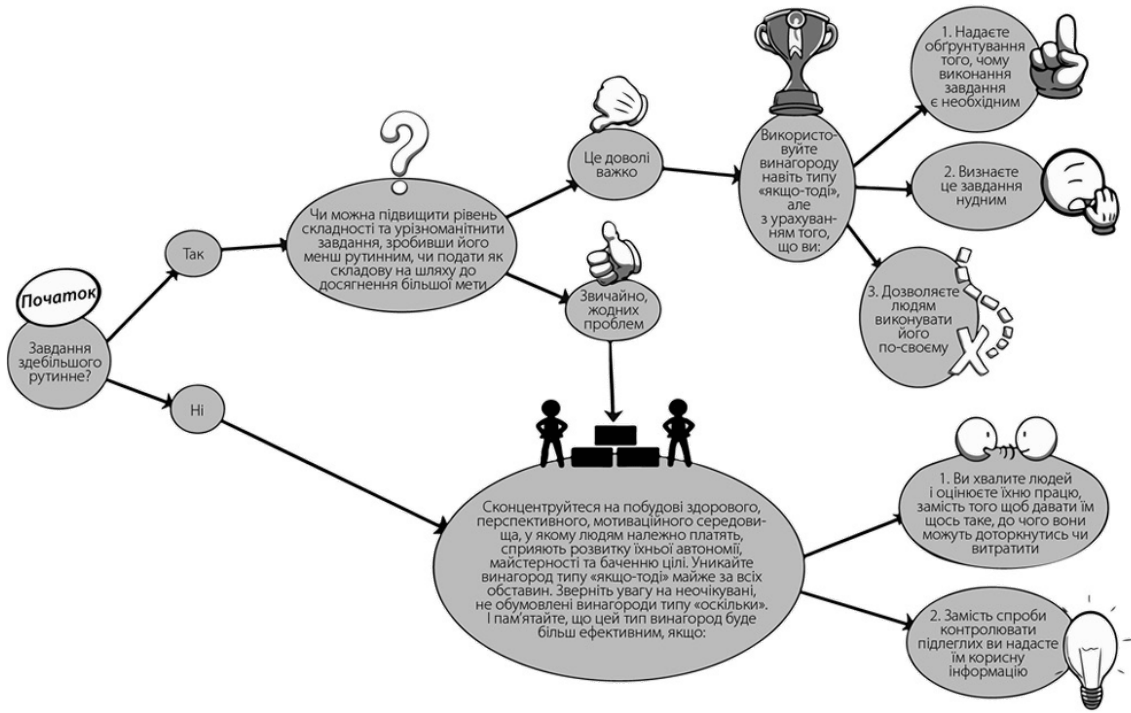 Початок
Завдання
здебільшого
рутинне?
Так
Ні
Чи можна підвищити рівень
складності та урізноманітнити
завдання, зробивши його
менш рутинним, чи подати як
складову на шляху до
досягнення більшої мети
Це доволі
важко
Звичайно,
жодних
проблем
Використо-
вуйте
винагороду
навіть типу
«якщо-тоді»,
але
з урахуван-
ням того,
що ви:
1. Надаєте
обґрунтування
того, чому
виконання
завдання
є необхідним
2. Визнаєте
це завдання
нудним
3. Дозволяєте
людям
виконувати
його
по-своєму
Сконцентруйтеся на побудові здорового,
перспективного, мотиваційного середови-
ща, у якому людям належно платять,
сприяють розвитку їхньої автономії,
майстерності та баченню цілі. Уникайте
винагород типу «якщо-тоді» майже за всіх
обставин. Зверніть увагу на неочікувані,
не обумовлені винагороди типу «оскільки».
І пам’ятайте, що цей тип винагород буде
більш ефективним, якщо:
1. Ви хвалите людей
і оцінюєте їхню працю,
замість того щоб давати їм
щось таке, до чого вони
можуть доторкнутись чи
витратити
2. Замість спроби
контролювати
підлеглих ви надасте
їм корисну
інформацію